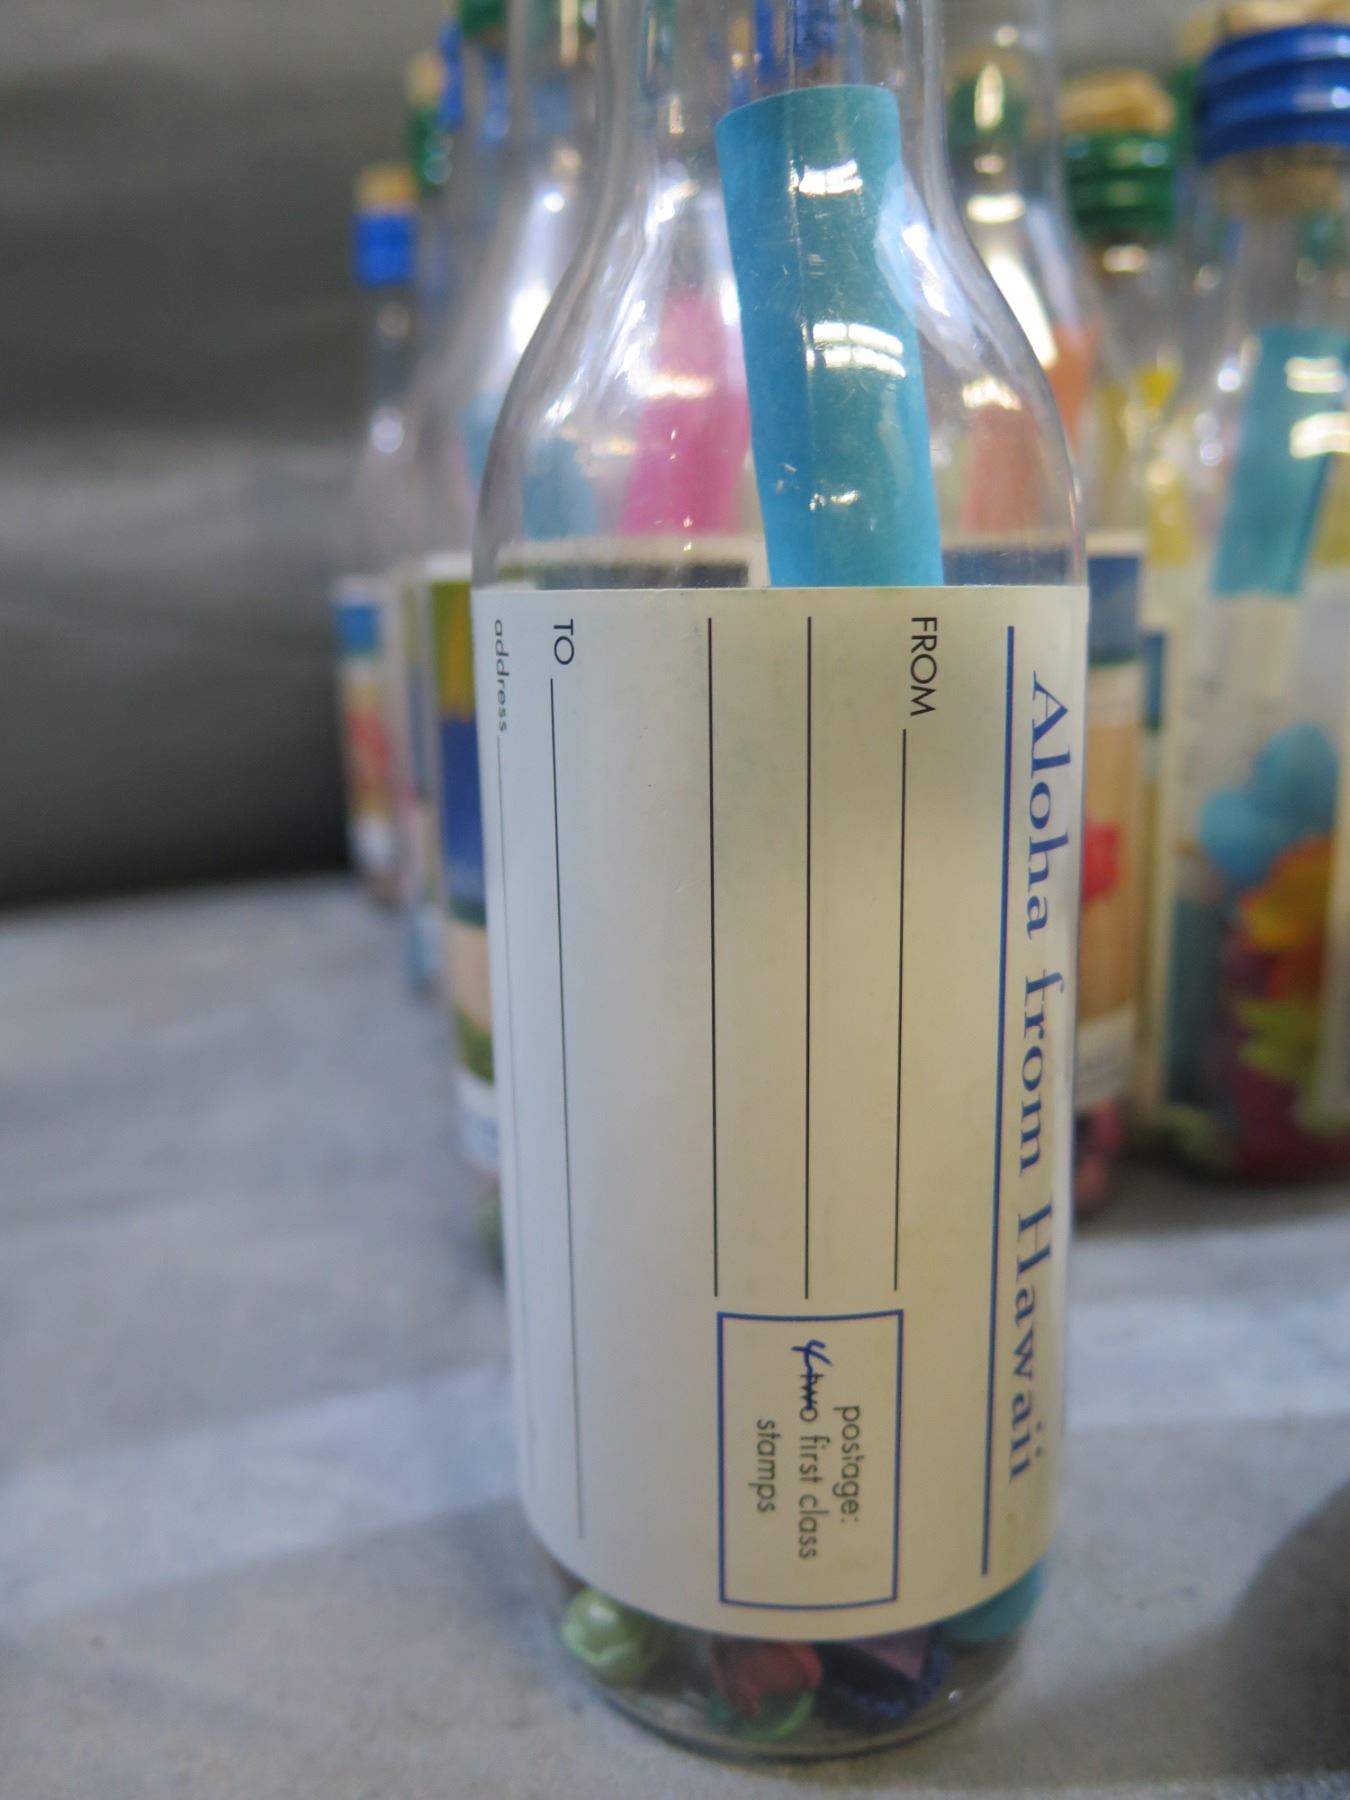 Aloha from Hawaii
FROM
postage:
4 two first class
stamps
TO
address